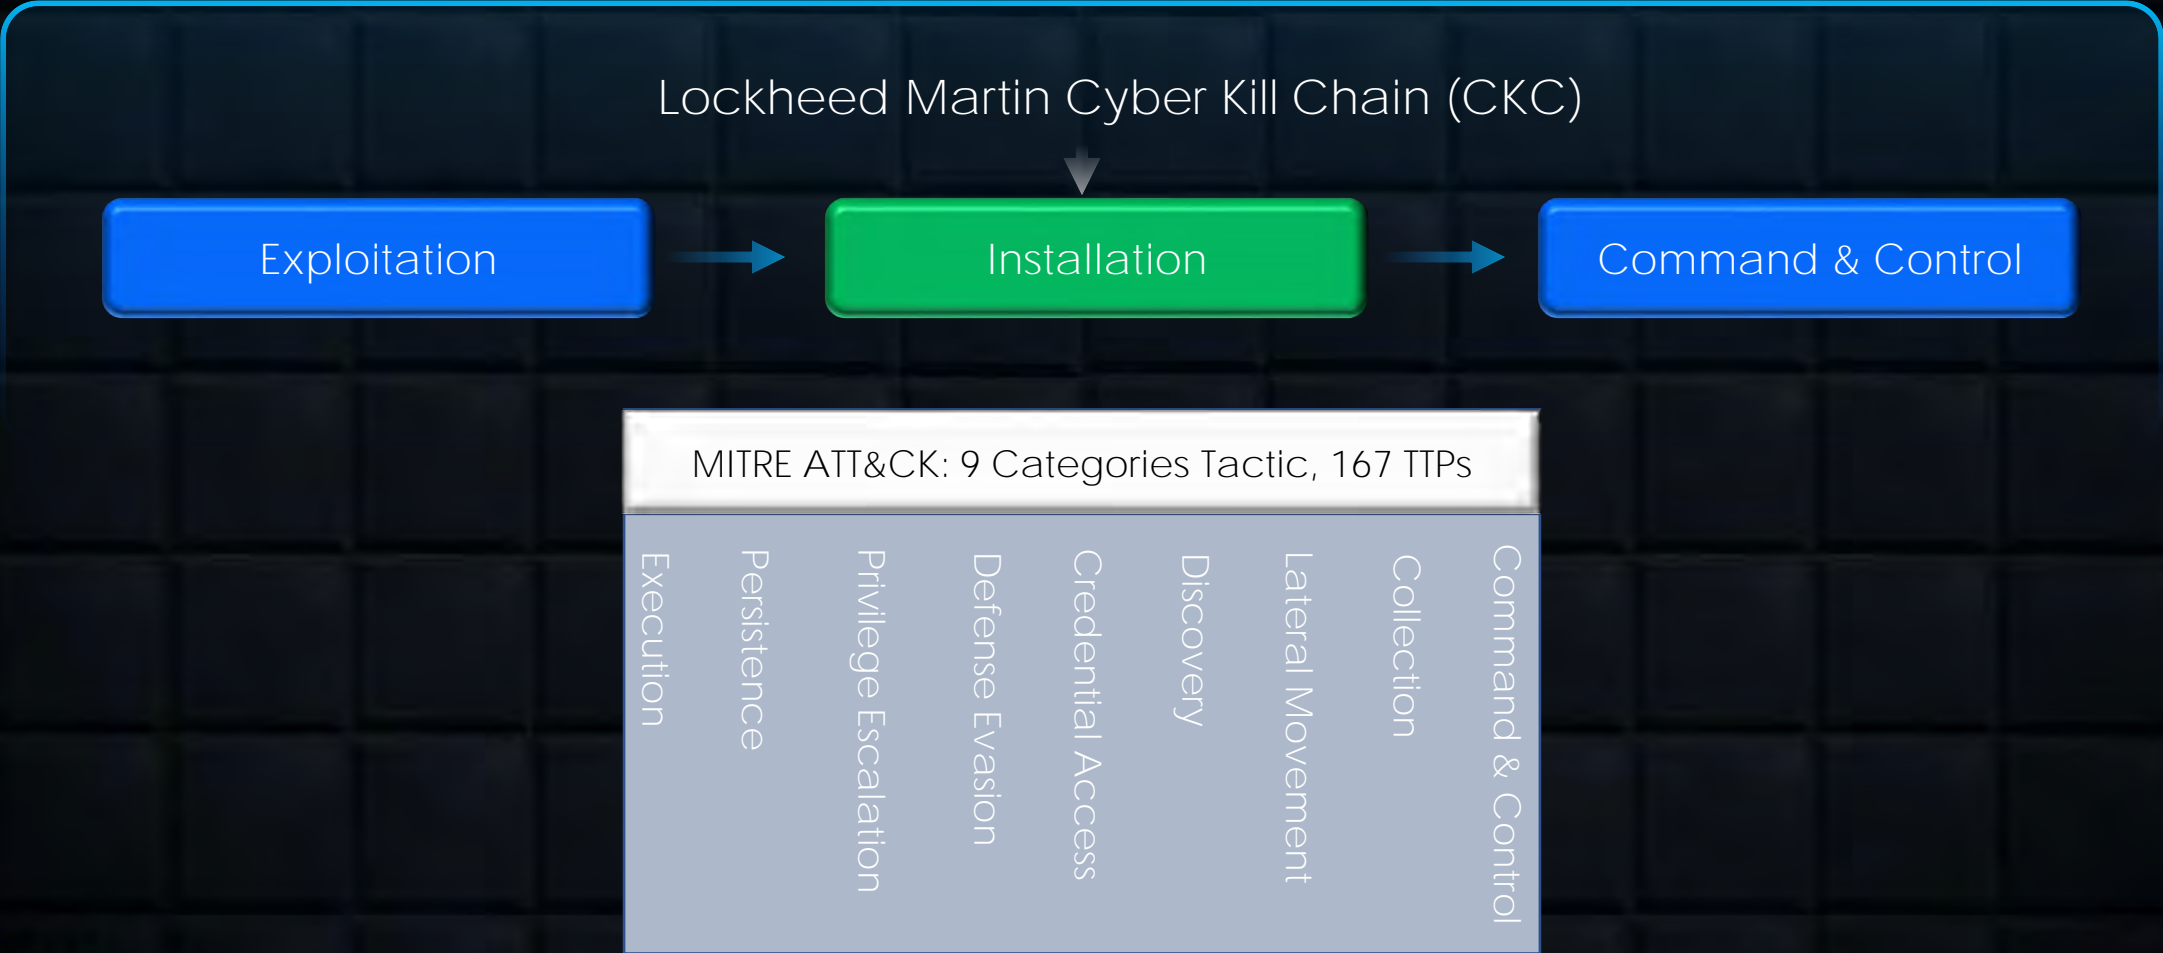 Lockheed Martin Cyber Kill Chain (CKC)
Exploitation
Installation
Command & Control
MITRE ATT&CK: 9 Categories Tactic, 167 TTPs
Execution
Persistence
Privilege Escalation
Defense Evasion
Credential Access
Discovery
Lateral Movement
Collection
Command & Control